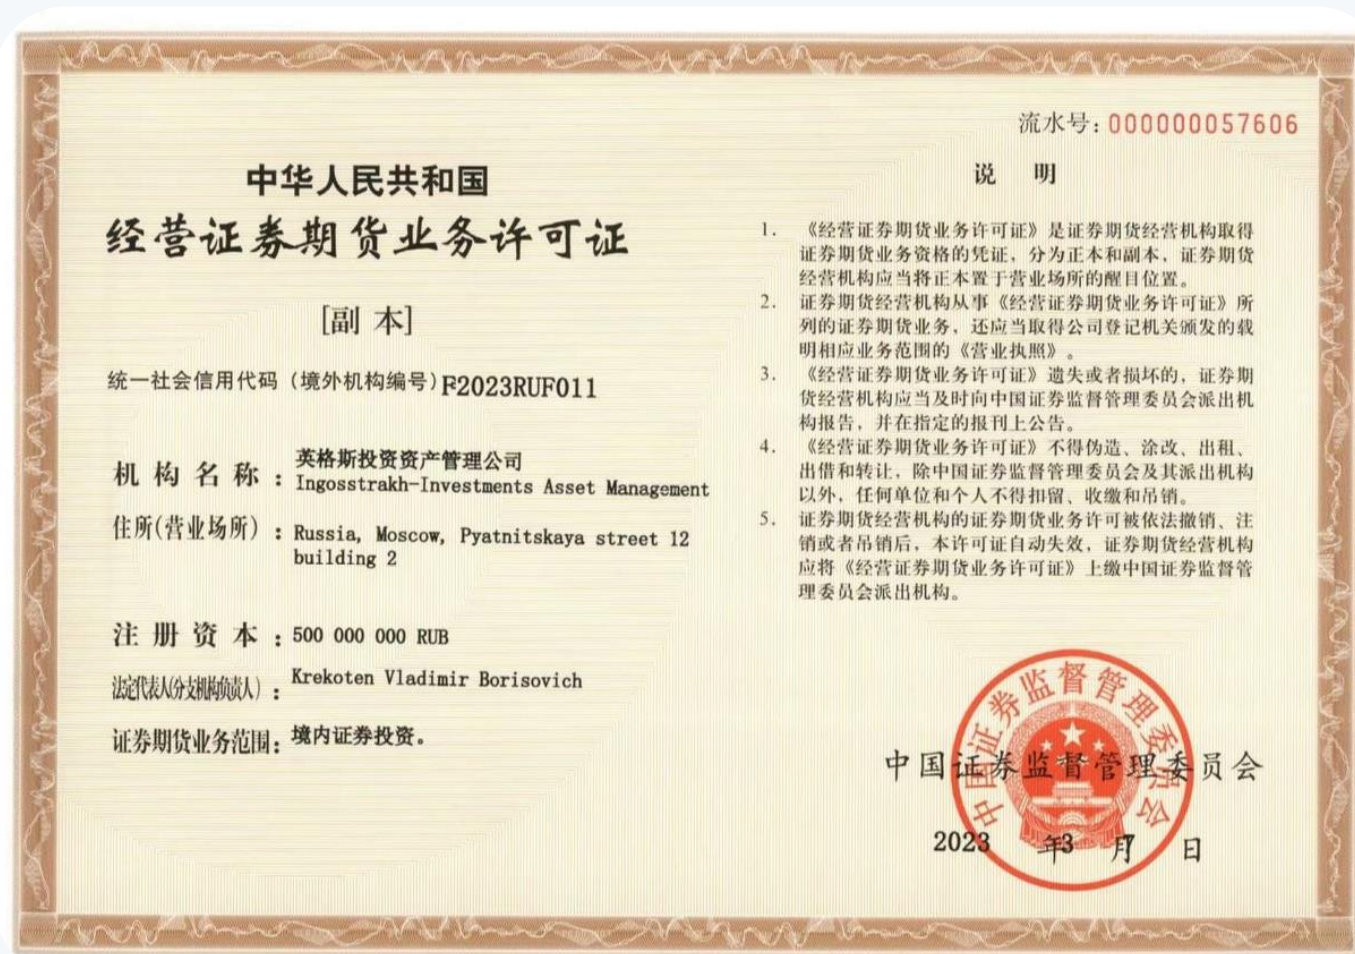 流水号:000000057606
中华人民共和国
经营证券期货业务许可证
[副 本]
统一社会信用代码（境外机构编号）F2023RUF011
机构名称：英格斯投资资产管理公司
Ingosstrakh-Investments Asset Management
住所(营业场所)：Russia, Moscow, Pyatnitskaya street 12
building 2
注册资本：500 000 000 RUB
法定代表人(分支机构负责人)：Krekoten Vladimir Borisovich
证券期货业务范围：境内证券投资。
说 明
1. 《经营证券期货业务许可证》是证券期货经营机构取得
证券期货业务资格的凭证，分为正本和副本，证券期货
经营机构应当将正本置于营业场所的醒目位置。
2. 证券期货经营机构从事《经营证券期货业务许可证》所
列的证券期货业务，还应当取得公司登记机关颁发的载
明相应业务范围的《营业执照》。
3. 《经营证券期货业务许可证》遗失或者损坏的，证券期
货经营机构应当及时向中国证券监督管理委员会派出机
构报告，并在指定的报刊上公告。
4. 《经营证券期货业务许可证》不得伪造、涂改、出租、
出借和转让，除中国证券监督管理委员会及其派出机构
以外，任何单位和个人不得扣留、收缴和吊销。
5. 证券期货经营机构的证券期货业务许可被依法撤销、注
销或者吊销后，本许可证自动失效，证券期货经营机构
应将《经营证券期货业务许可证》上缴中国证券监督管
理委员会派出机构。
中国证券监督管理委员会
中国证券监督管理委员会
2023 年3 月7 日